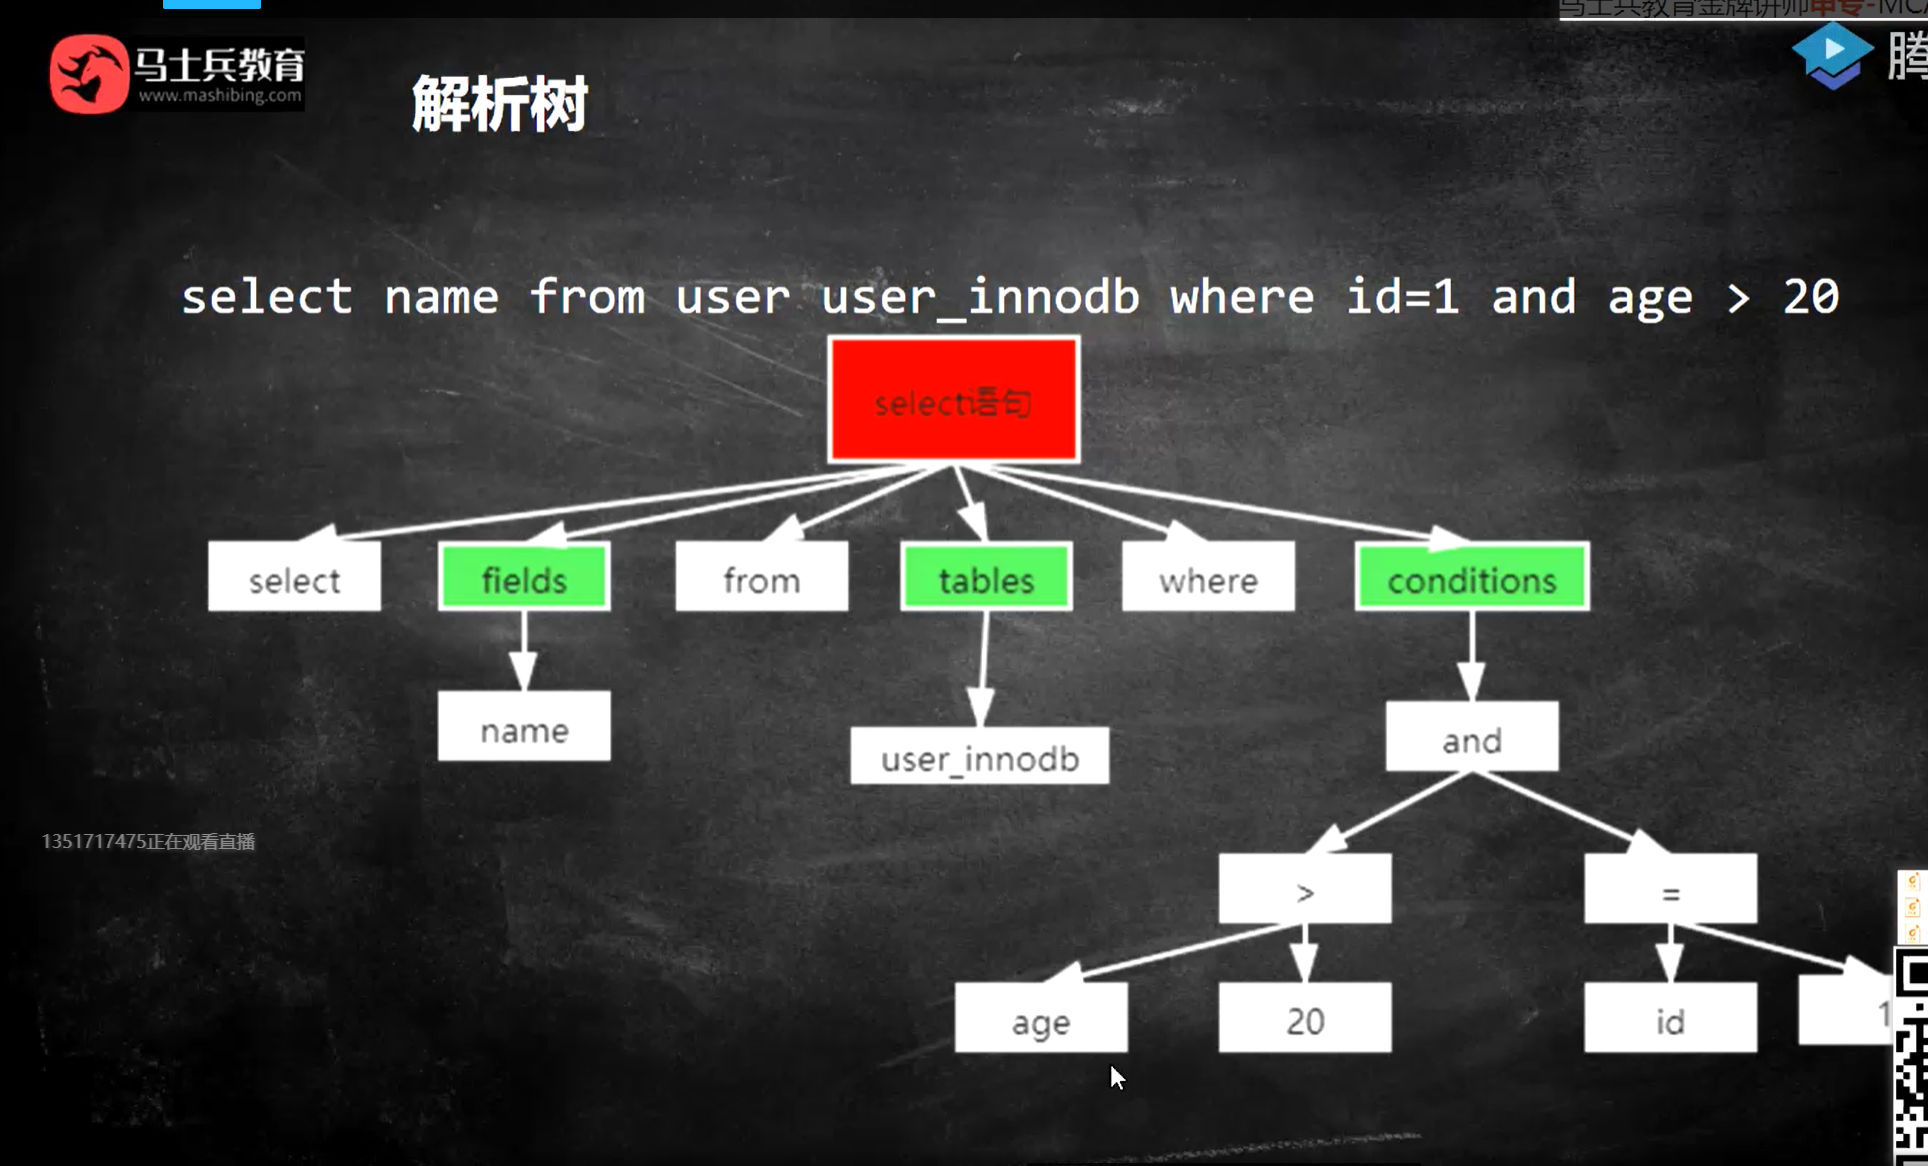 马士兵教育金牌讲师申专-MCA
马士兵教育
www.mashibing.com
腾
解析树
select name from user user_innodb where id=1 and age > 20
select语句
select
fields
from
tables
where
conditions
name
user_innodb
and
1351717475正在观看直播
>
=
age
20
id
1